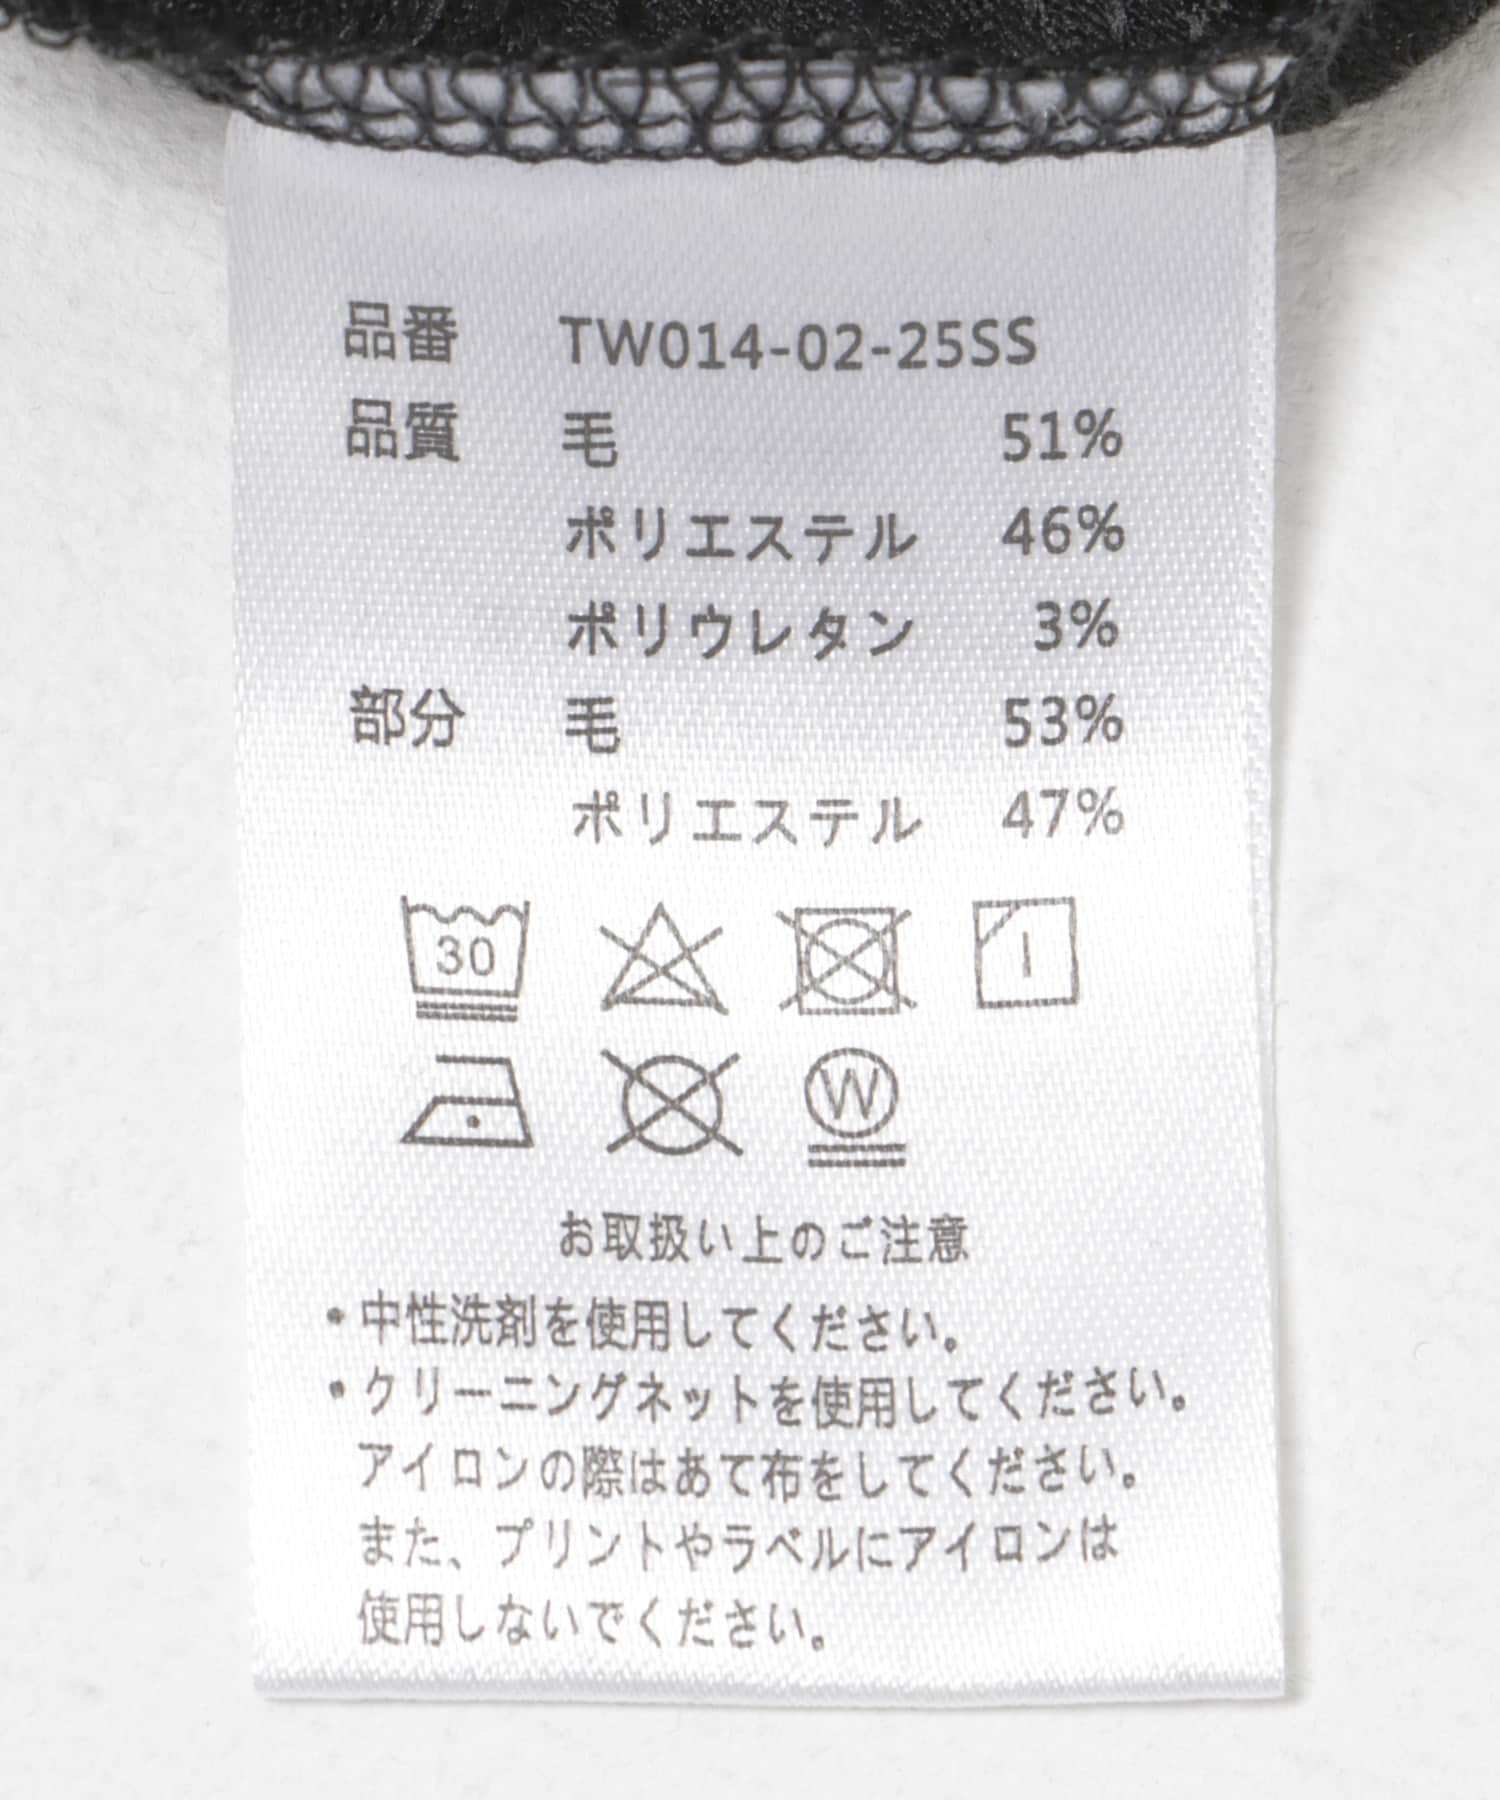 品番 TW014-02-25SS
品質 毛 51%
ポリエステル 46%
ポリウレタン 3%
部分 毛 53%
ポリエステル 47%
30
W
お取扱い上のご注意
・中性洗剤を使用してください。
・クリーニングネットを使用してください。
アイロンの際はあて布をしてください。
また、プリントやラベルにアイロンは
使用しないでください。